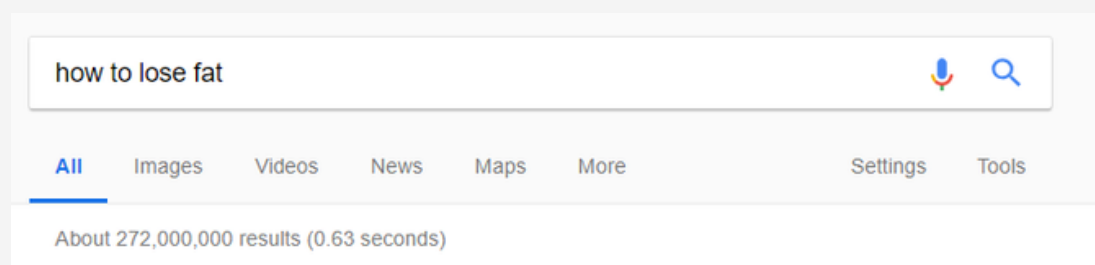 how to lose fat
All Images Videos News Maps More Settings Tools
About 272,000,000 results (0.63 seconds)